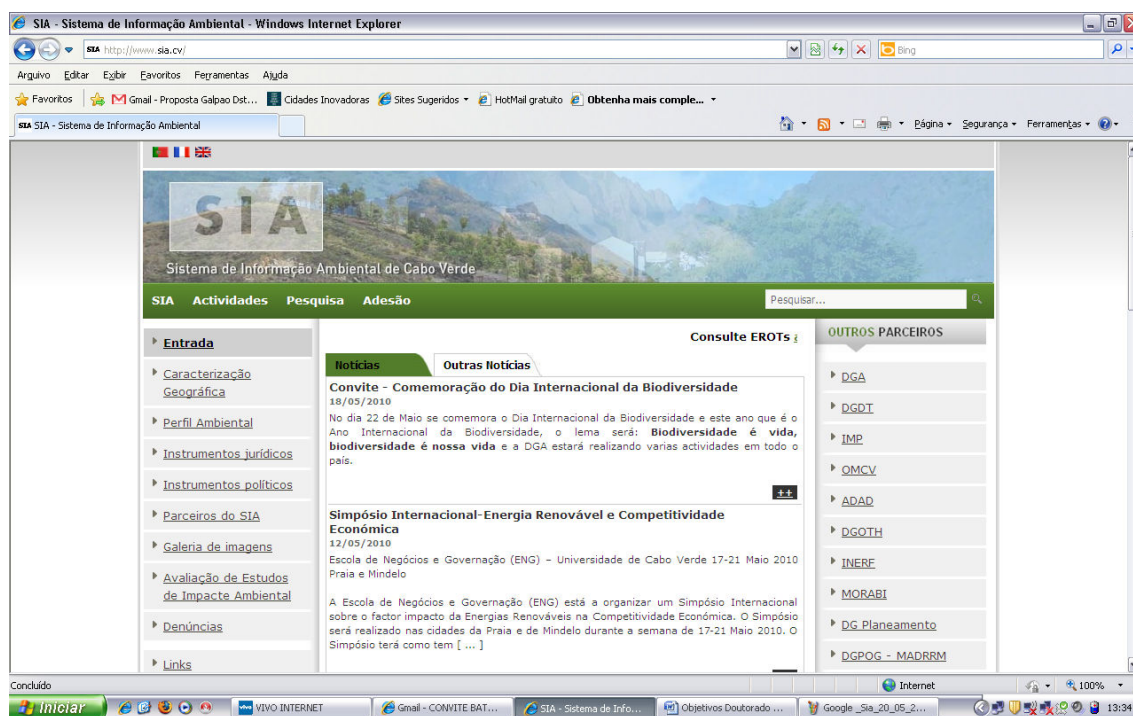 SIA - Sistema de Informação Ambiental - Windows Internet Explorer
SIA http://www.sia.cv/
Bing
Arquivo Editar Exibir Favoritos Ferramentas Ajuda
Favoritos Gmail - Proposta Galpao Dst... Cidades Inovadoras Sites Sugeridos HotMail gratuito Obtenha mais comple...
SIA SIA - Sistema de Informação Ambiental
Página Segurança Ferramentas
SIA
Sistema de Informação Ambiental de Cabo Verde
SIA Actividades Pesquisa Adesão
Pesquisar...
Entrada
Caracterização
Geográfica
Perfil Ambiental
Instrumentos jurídicos
Instrumentos políticos
Parceiros do SIA
Galeria de imagens
Avaliação de Estudos
de Impacte Ambiental
Denúncias
Links
Consulte EROTs
Notícias Outras Notícias
Convite - Comemoração do Dia Internacional da Biodiversidade
18/05/2010
No dia 22 de Maio se comemora o Dia Internacional da Biodiversidade e este ano que é o
Ano Internacional da Biodiversidade, o lema será: Biodiversidade é vida,
biodiversidade é nossa vida e a DGA estará realizando varias actividades em todo o
país.
++
Simpósio Internacional-Energia Renovável e Competitividade
Económica
12/05/2010
Escola de Negócios e Governação (ENG) – Universidade de Cabo Verde 17-21 Maio 2010
Praia e Mindelo
A Escola de Negócios e Governação (ENG) está a organizar um Simpósio Internacional
sobre o factor impacto da Energias Renováveis na Competitividade Económica. O Simpósio
será realizado nas cidades da Praia e de Mindelo durante a semana de 17-21 Maio 2010. O
Simpósio terá como tem [ ... ]
OUTROS PARCEIROS
DGA
DGDT
IMP
OMCV
ADAD
DGOTH
INERF
MORABI
DG Planeamento
DGPOG - MADRRM
Concluído
Internet
100%
Iniciar
VIVO INTERNET
Gmail - CONVITE BAT...
SIA - Sistema de Info...
Objetivos Doutorado ...
Google _Sia_20_05_2...
13:34